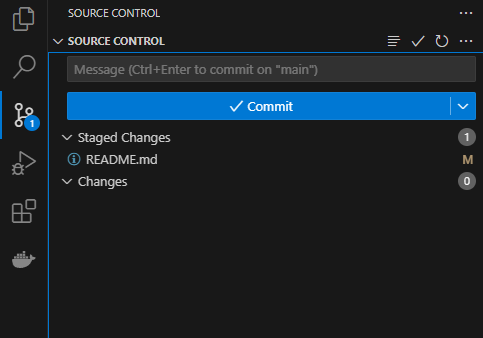 SOURCE CONTROL
SOURCE CONTROL
Message (Ctrl+Enter to commit on "main")
Commit
Staged Changes 1
README.md M
Changes 0
1